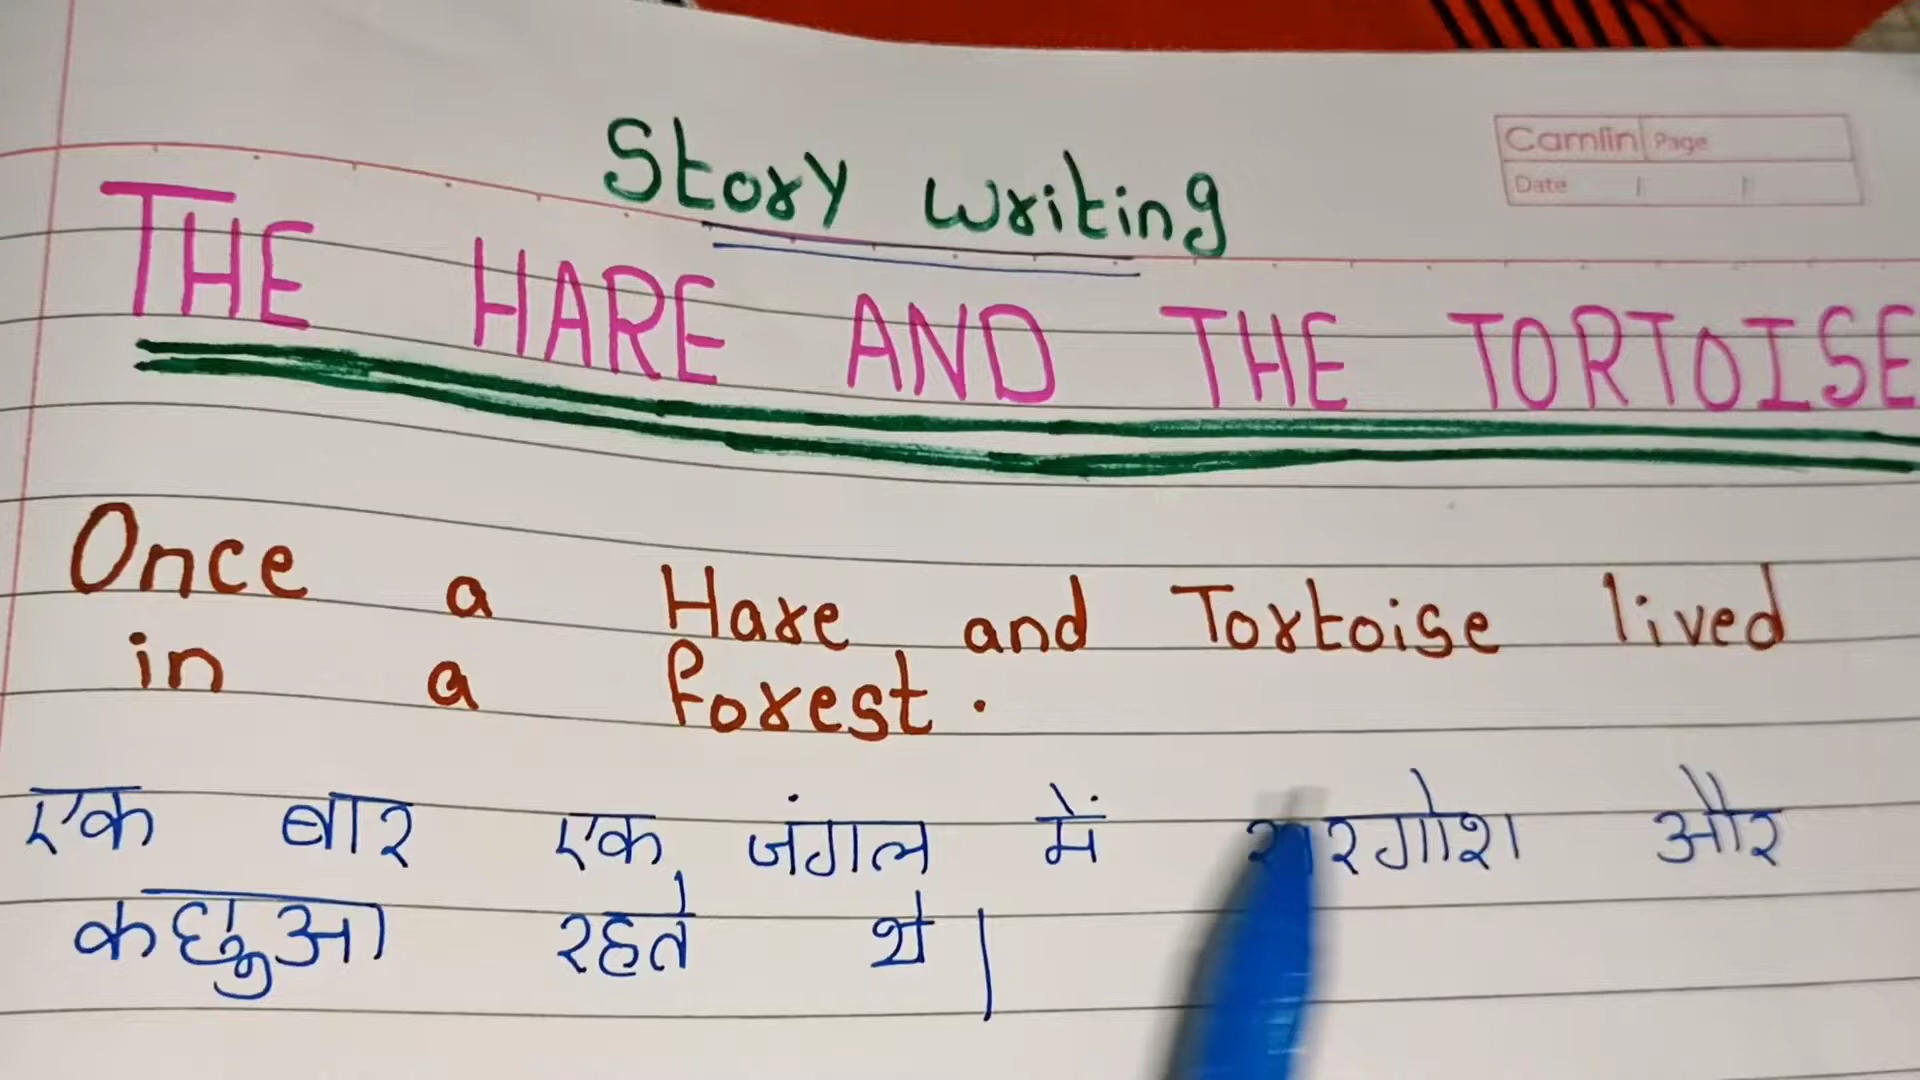 Story writing
Camlin Page
Date
THE HARE AND THE TORTOISE
Once a Hare and Tortoise lived
in a forest.
एक बार एक जंगल में और
कछुआ रहते थे|